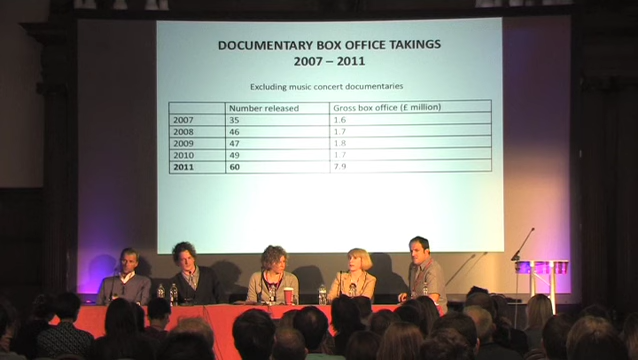 DOCUMENTARY BOX OFFICE TAKINGS
2007 – 2011
Excluding music concert documentaries
Number released Gross box office (£ million)
2007 35 1.6
2008 46 1.7
2009 47 1.8
2010 49 1.7
2011 60 7.9